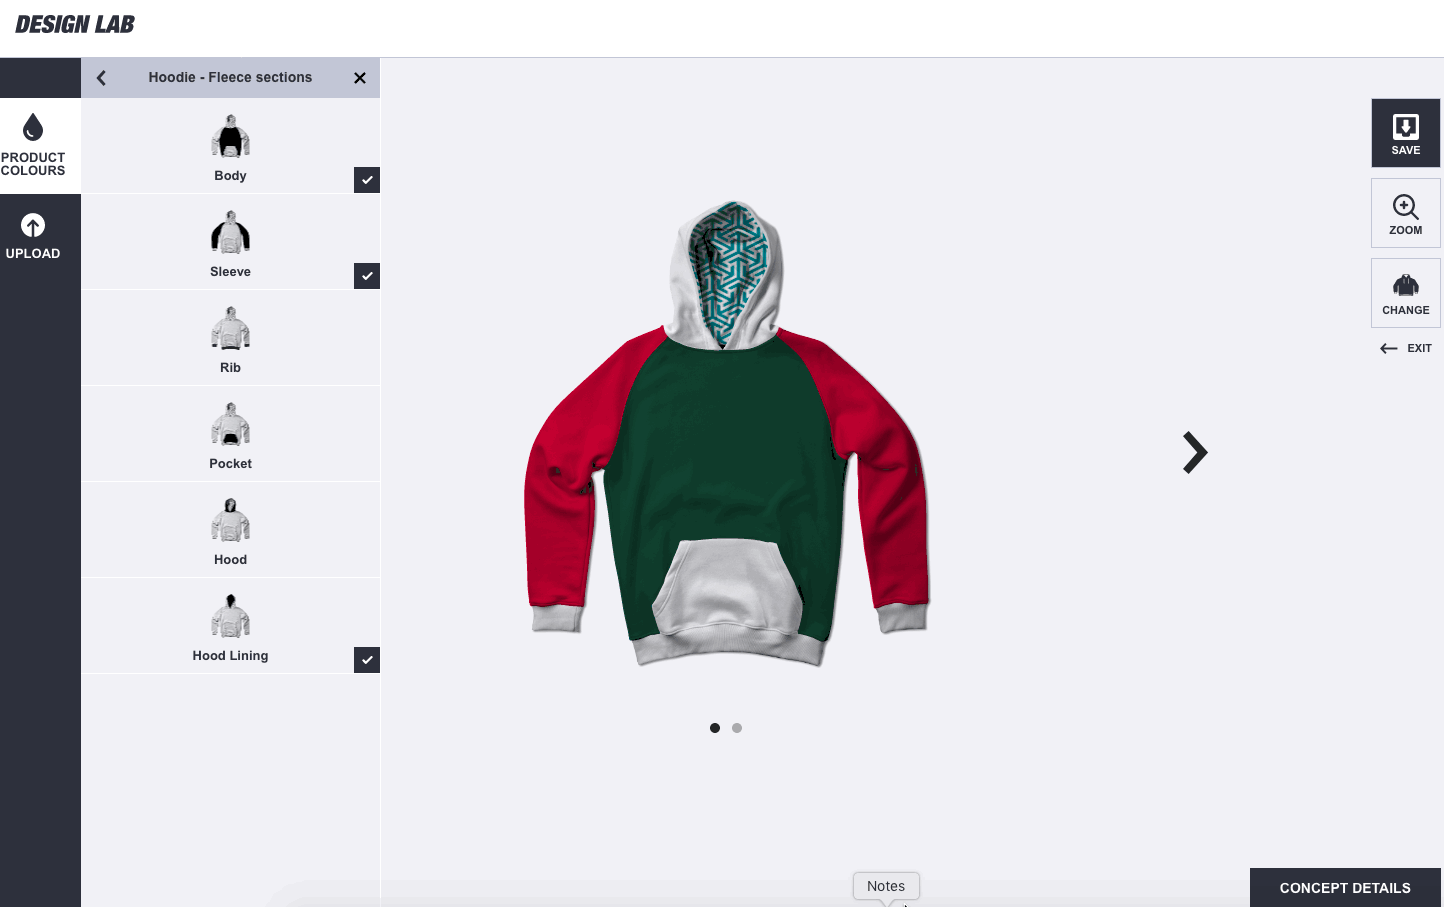 DESIGN LAB
Hoodie - Fleece sections
PRODUCT
COLOURS
UPLOAD
Body
Sleeve
Rib
Pocket
Hood
Hood Lining
SAVE
ZOOM
CHANGE
EXIT
Notes
CONCEPT DETAILS